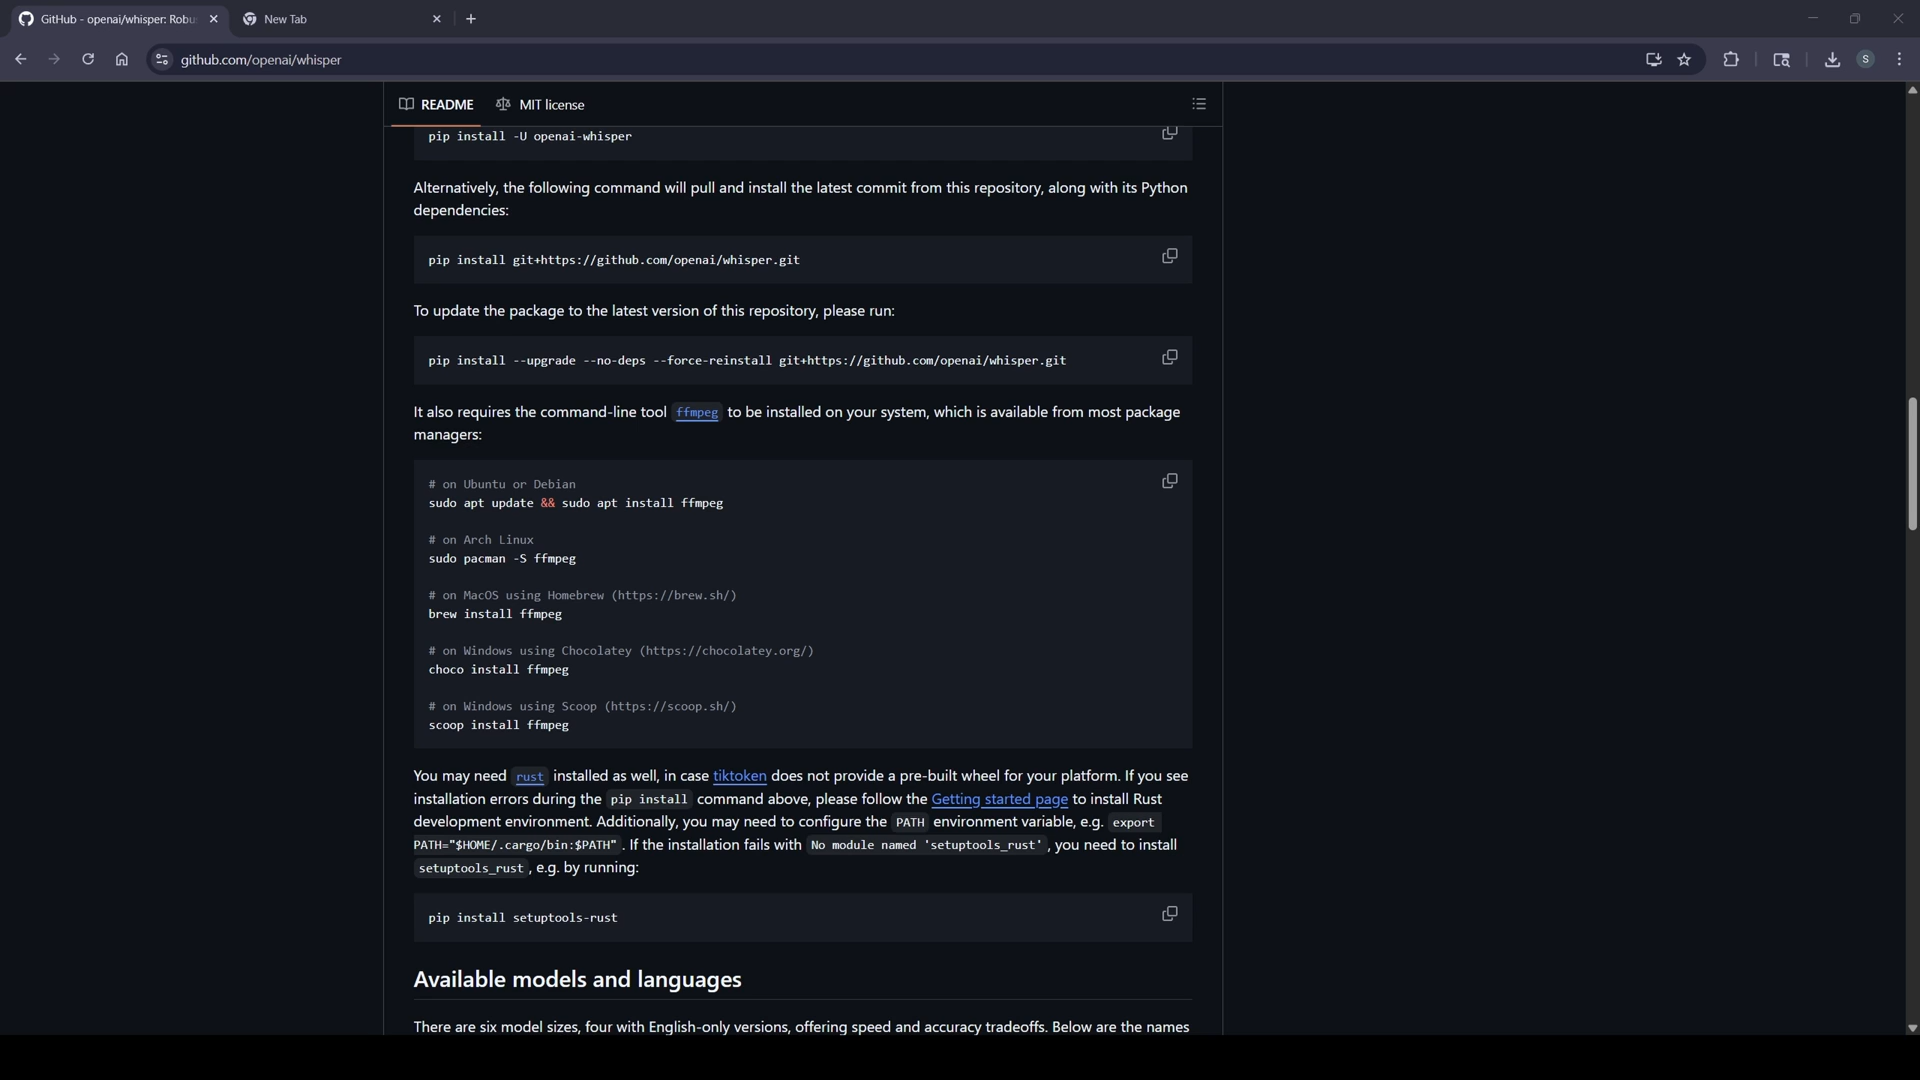 GitHub - openai/whisper: Robus
New Tab
github.com/openai/whisper
S
README
MIT license
pip install -U openai-whisper
Alternatively, the following command will pull and install the latest commit from this repository, along with its Python
dependencies:
pip install git+https://github.com/openai/whisper.git
To update the package to the latest version of this repository, please run:
pip install --upgrade --no-deps --force-reinstall git+https://github.com/openai/whisper.git
It also requires the command-line tool ffmpeg to be installed on your system, which is available from most package
managers:
# on Ubuntu or Debian
sudo apt update && sudo apt install ffmpeg
# on Arch Linux
sudo pacman -S ffmpeg
# on MacOS using Homebrew (https://brew.sh/)
brew install ffmpeg
# on Windows using Chocolatey (https://chocolatey.org/)
choco install ffmpeg
# on Windows using Scoop (https://scoop.sh/)
scoop install ffmpeg
You may need rust installed as well, in case tiktoken does not provide a pre-built wheel for your platform. If you see
installation errors during the pip install command above, please follow the Getting started page to install Rust
development environment. Additionally, you may need to configure the PATH environment variable, e.g. export
PATH="$HOME/.cargo/bin:$PATH" . If the installation fails with No module named 'setuptools_rust' , you need to install
setuptools_rust , e.g. by running:
pip install setuptools-rust
Available models and languages
There are six model sizes, four with English-only versions, offering speed and accuracy tradeoffs. Below are the names